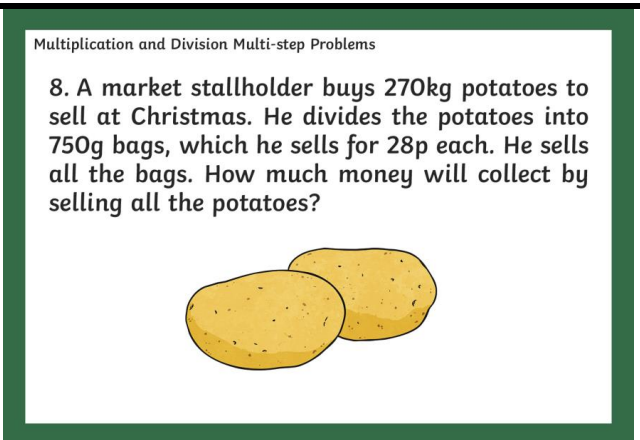 Multiplication and Division Multi-step Problems
8. A market stallholder buys 270kg potatoes to
sell at Christmas. He divides the potatoes into
750g bags, which he sells for 28p each. He sells
all the bags. How much money will collect by
selling all the potatoes?